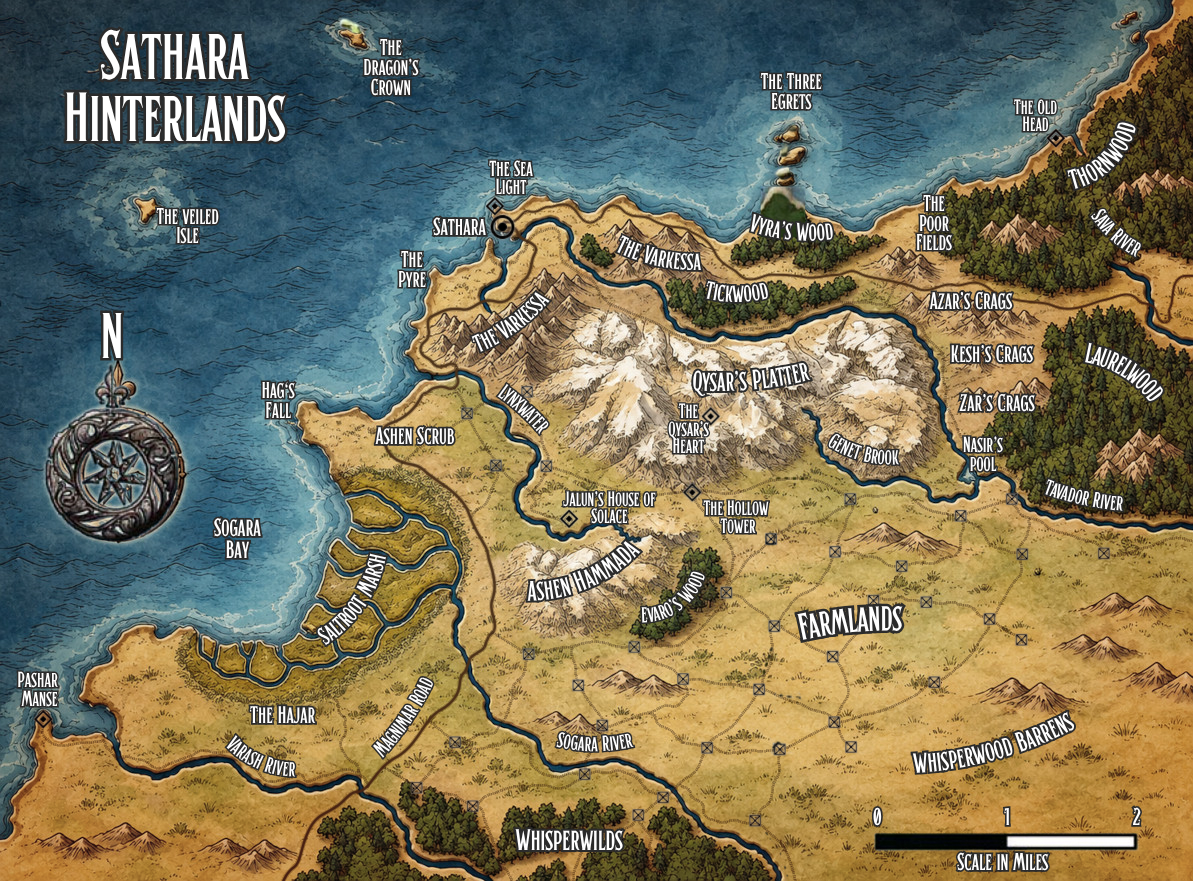 SATHARA
HINTERLANDS
THE
DRAGON'S
CROWN
THE THREE
EGRETS
THE OLD
HEAD
THORNWOOD
THE SEA
LIGHT
THE VEILED
ISLE
SATHARA
THE
POOR
FIELDS
SAVA RIVER
VYRA'S WOOD
THE VARKESSA
THE
PYRE
TICKWOOD
AZAR'S CRAGS
THE VARKESSA
N
KESH'S CRAGS
LAURELWOOD
QYSAR'S PLATTER
HAG'S
FALL
LYNXWATER
ZAR'S CRAGS
THE
QYSAR'S
HEART
ASHEN SCRUB
GENET BROOK
NASIR'S
POOL
TAVADOR RIVER
JALUN'S HOUSE OF
SOLACE
THE HOLLOW
TOWER
SOGARA
BAY
ASHEN HAMMADA
SALTROOT MARSH
EVARO'S WOOD
FARMLANDS
PASHAR
MANSE
THE HAJAR
MAGNIMAR ROAD
SOGARA RIVER
VARASH RIVER
WHISPERWOOD BARRENS
WHISPERWILDS
0 1 2
SCALE IN MILES